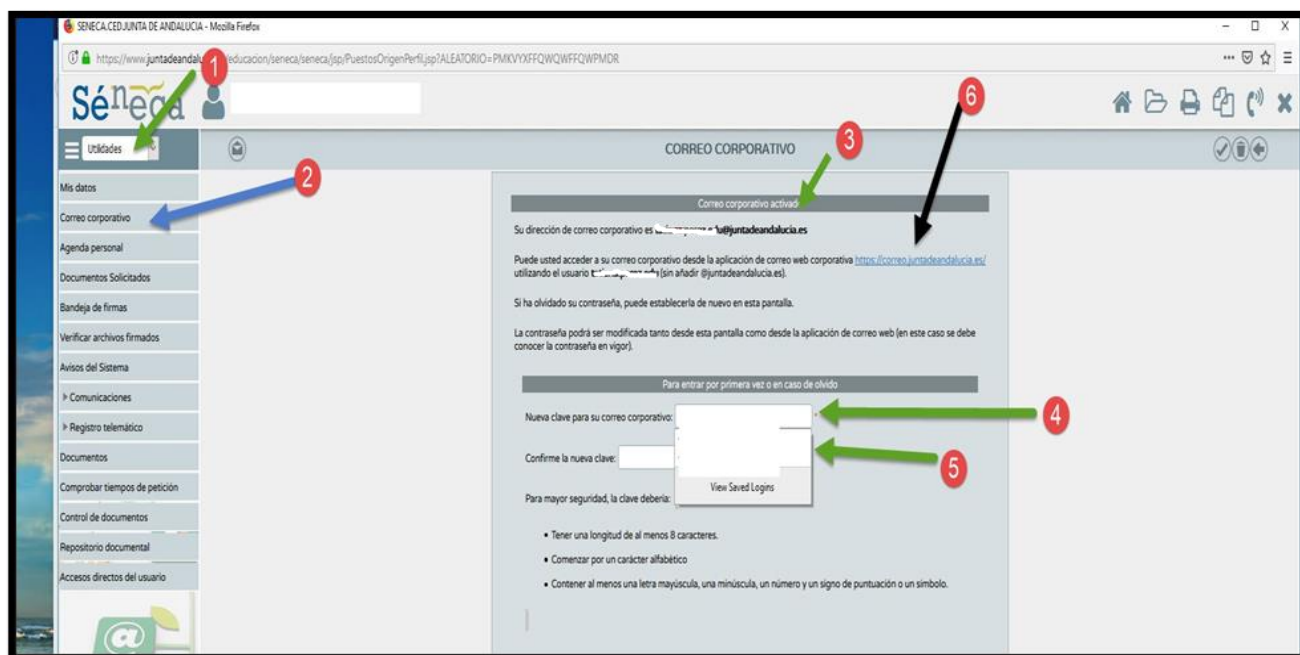 SENECA.CED.JUNTA DE ANDALUCIA - Mozilla Firefox
https://www.juntadeandalu /educacion/seneca/seneca/jsp/PuestosOrigenPerfil.jsp?ALEATORIO=PMKVYXFFQWQWFFQWPMDR
1
Séneca
6
Utilidades
CORREO CORPORATIVO
3
2
Mis datos
Correo corporativo
Agenda personal
Documentos Solicitados
Bandeja de firmas
Verificar archivos firmados
Avisos del Sistema
Comunicaciones
Registro telemático
Documentos
Comprobar tiempos de petición
Control de documentos
Repositorio documental
Accesos directos del usuario
@
Correo corporativo activado
Su dirección de correo corporativo es @juntadeandalucia.es
Puede usted acceder a su correo corporativo desde la aplicación de correo web corporativa https://correo.juntadeandalucia.es/
utilizando el usuario (sin añadir @juntadeandalucia.es).
Si ha olvidado su contraseña, puede establecerla de nuevo en esta pantalla.
La contraseña podrá ser modificada tanto desde esta pantalla como desde la aplicación de correo web (en este caso se debe
conocer la contraseña en vigor).
Para entrar por primera vez o en caso de olvido
Nueva clave para su correo corporativo: *
4
Confirme la nueva clave:
5
View Saved Logins
Para mayor seguridad, la clave debería:
• Tener una longitud de al menos 8 caracteres.
• Comenzar por un carácter alfabético
• Contener al menos una letra mayúscula, una minúscula, un número y un signo de puntuación o un símbolo.